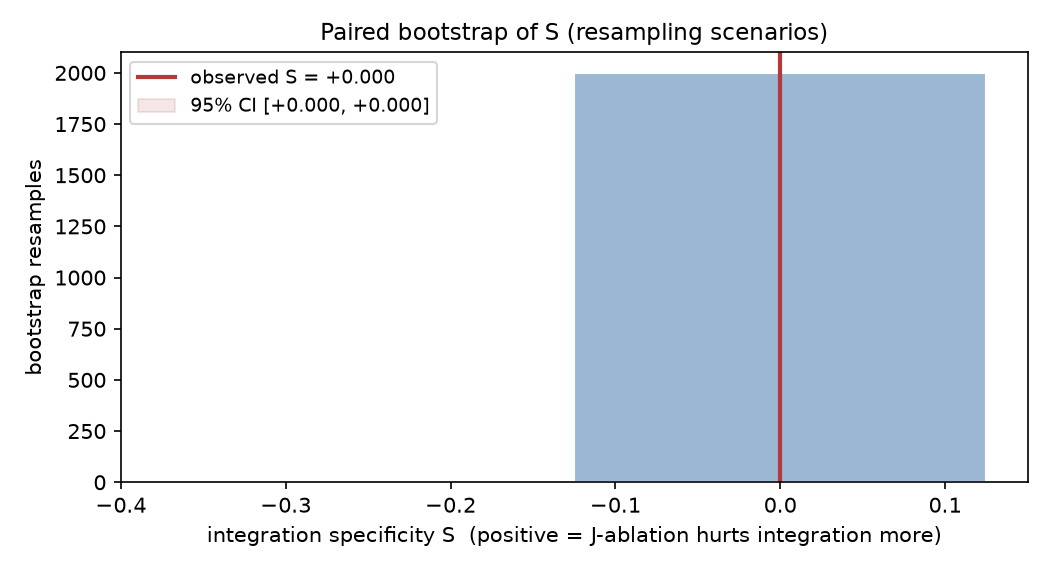 Paired bootstrap of S (resampling scenarios)
observed S = +0.000
95% CI [+0.000, +0.000]
bootstrap resamples
2000
1750
1500
1250
1000
750
500
250
0
−0.4 −0.3 −0.2 −0.1 0.0 0.1
integration specificity S (positive = J-ablation hurts integration more)